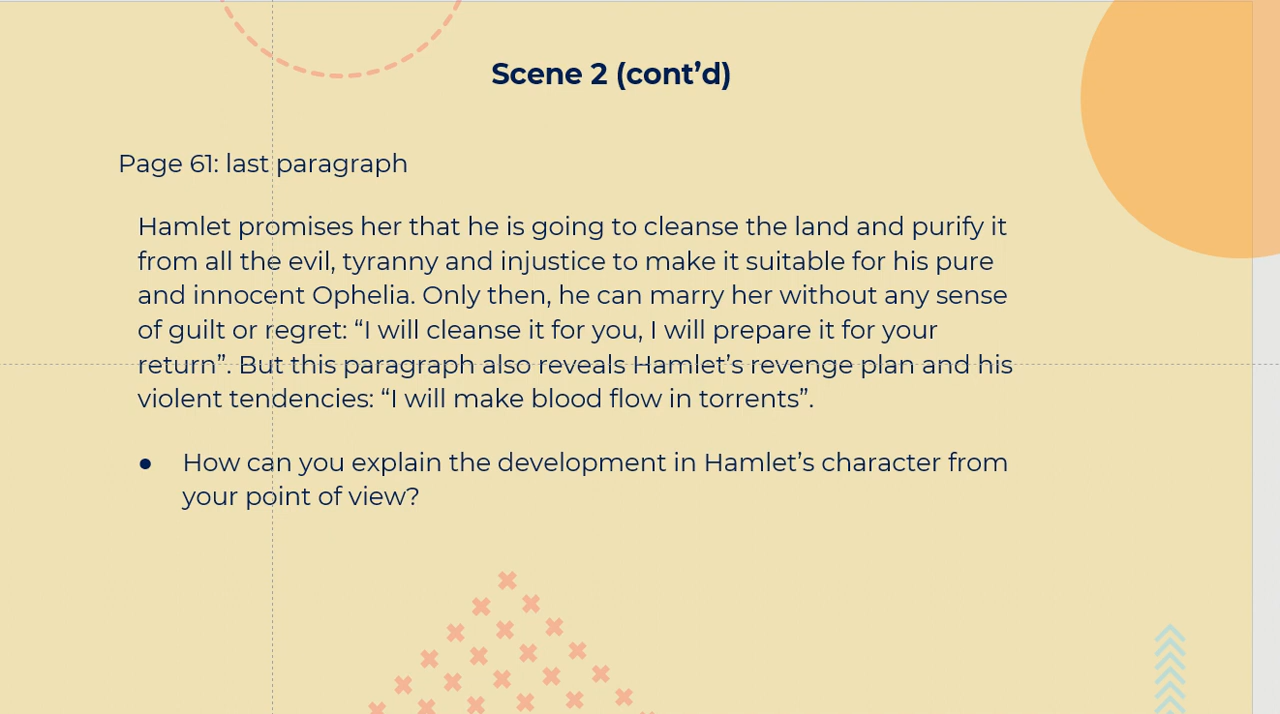 Scene 2 (cont’d)
Page 61: last paragraph
Hamlet promises her that he is going to cleanse the land and purify it
from all the evil, tyranny and injustice to make it suitable for his pure
and innocent Ophelia. Only then, he can marry her without any sense
of guilt or regret: “I will cleanse it for you, I will prepare it for your
return”. But this paragraph also reveals Hamlet’s revenge plan and his
violent tendencies: “I will make blood flow in torrents”.
● How can you explain the development in Hamlet’s character from
your point of view?